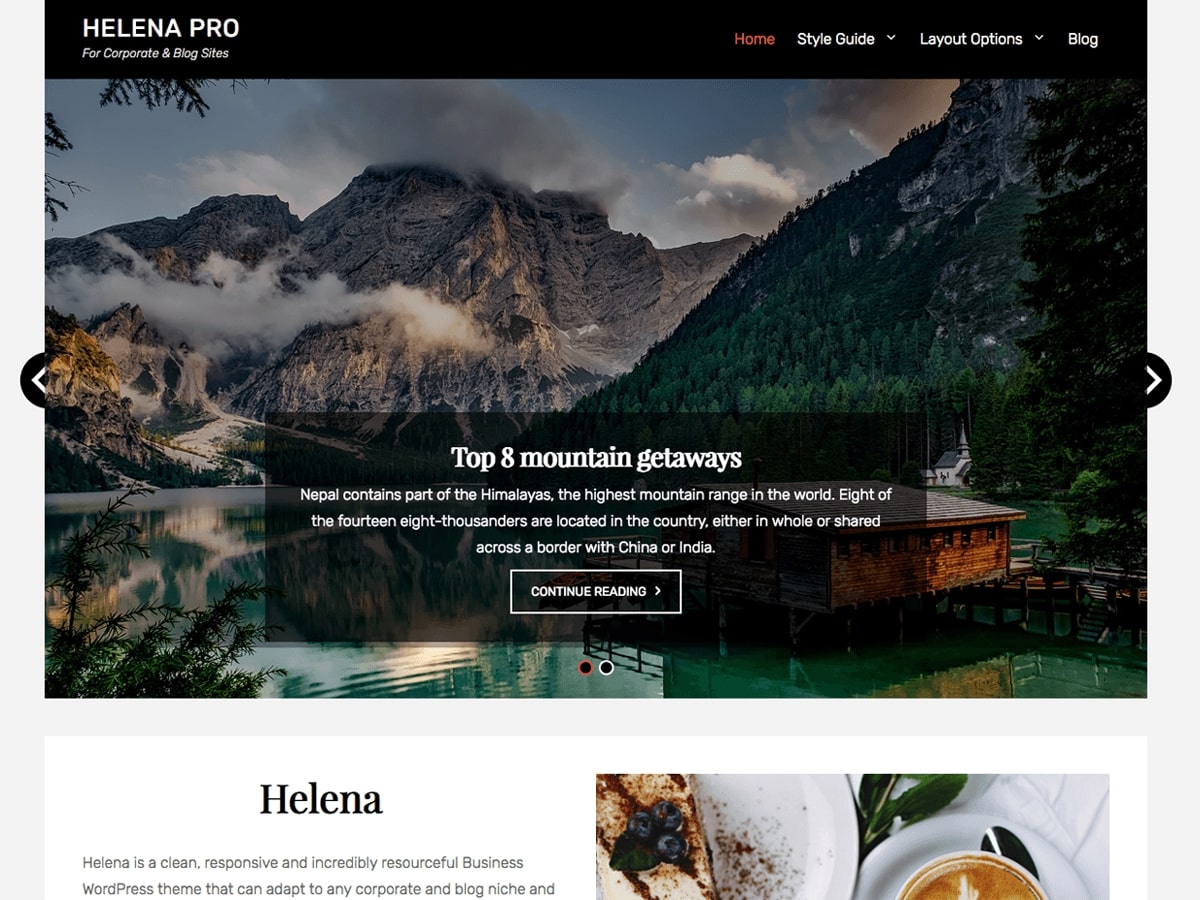 HELENA PRO
For Corporate & Blog Sites
Home Style Guide Layout Options Blog
Top 8 mountain getaways
Nepal contains part of the Himalayas, the highest mountain range in the world. Eight of
the fourteen eight-thousanders are located in the country, either in whole or shared
across a border with China or India.
CONTINUE READING
Helena
Helena is a clean, responsive and incredibly resourceful Business
WordPress theme that can adapt to any corporate and blog niche and